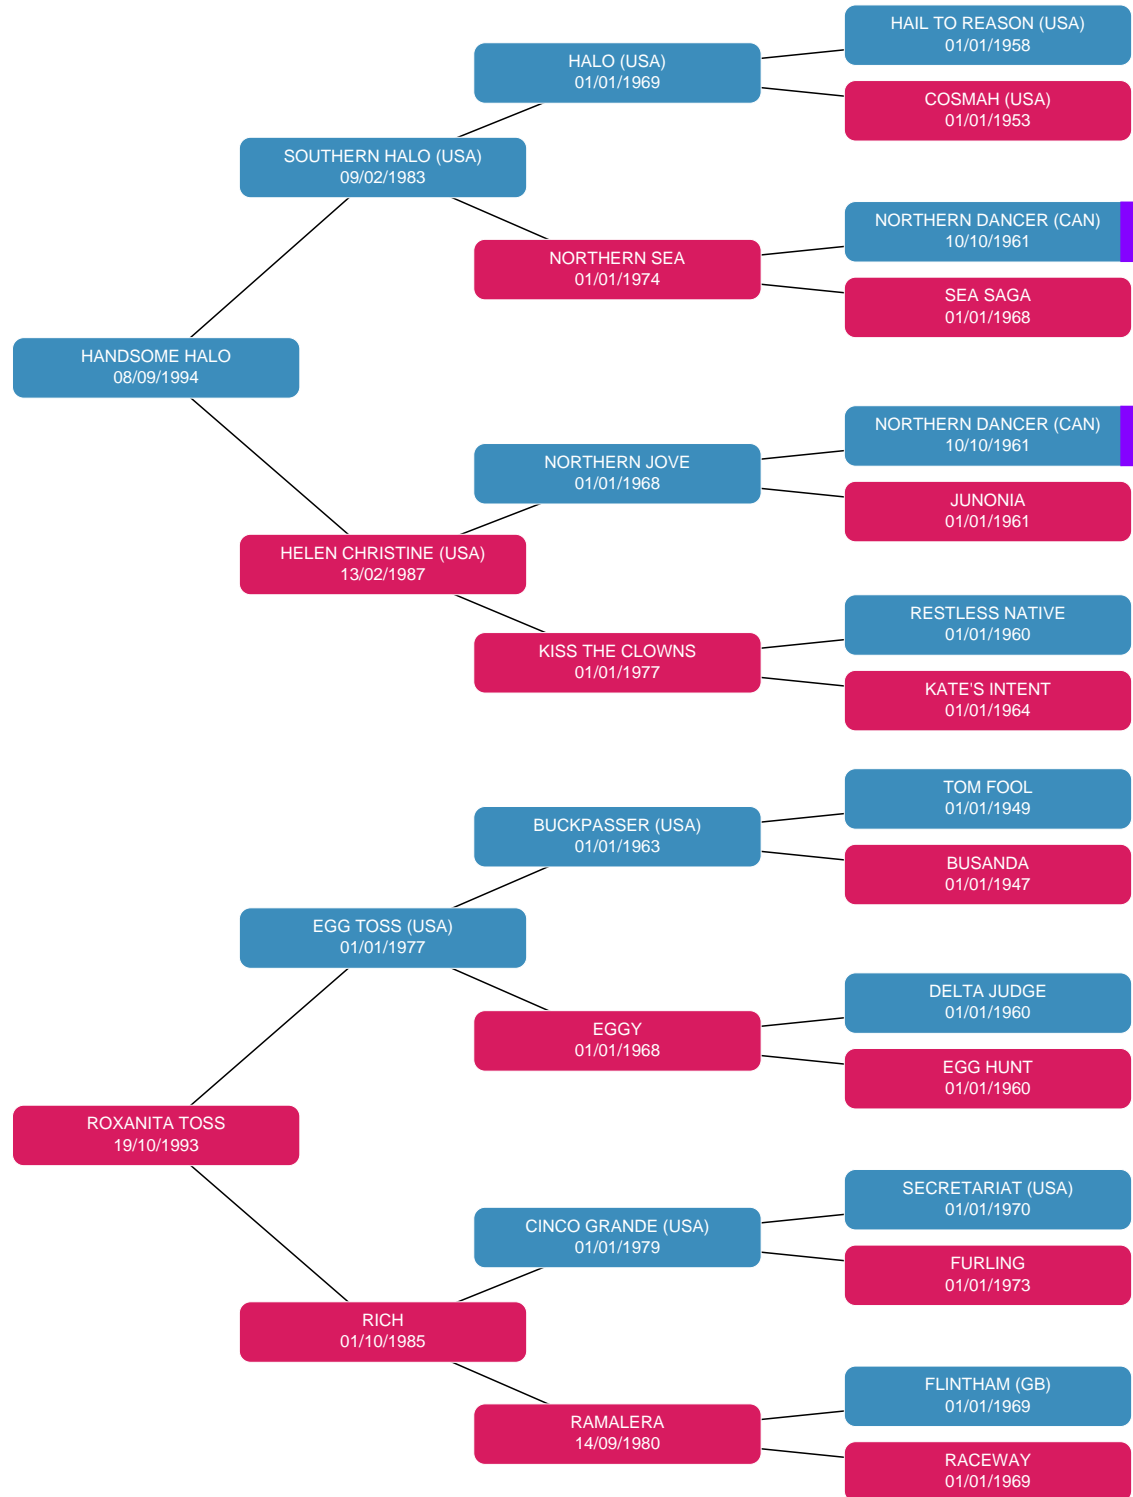 HAIL TO REASON (USA)
01/01/1958
HALO (USA)
01/01/1969
COSMAH (USA)
01/01/1953
SOUTHERN HALO (USA)
09/02/1983
NORTHERN DANCER (CAN)
10/10/1961
NORTHERN SEA
01/01/1974
SEA SAGA
01/01/1968
HANDSOME HALO
08/09/1994
NORTHERN DANCER (CAN)
10/10/1961
NORTHERN JOVE
01/01/1968
JUNONIA
01/01/1961
HELEN CHRISTINE (USA)
13/02/1987
RESTLESS NATIVE
01/01/1960
KISS THE CLOWNS
01/01/1977
KATE'S INTENT
01/01/1964
TOM FOOL
01/01/1949
BUCKPASSER (USA)
01/01/1963
BUSANDA
01/01/1947
EGG TOSS (USA)
01/01/1977
DELTA JUDGE
01/01/1960
EGGY
01/01/1968
EGG HUNT
01/01/1960
ROXANITA TOSS
19/10/1993
SECRETARIAT (USA)
01/01/1970
CINCO GRANDE (USA)
01/01/1979
FURLING
01/01/1973
RICH
01/10/1985
FLINTHAM (GB)
01/01/1969
RAMALERA
14/09/1980
RACEWAY
01/01/1969